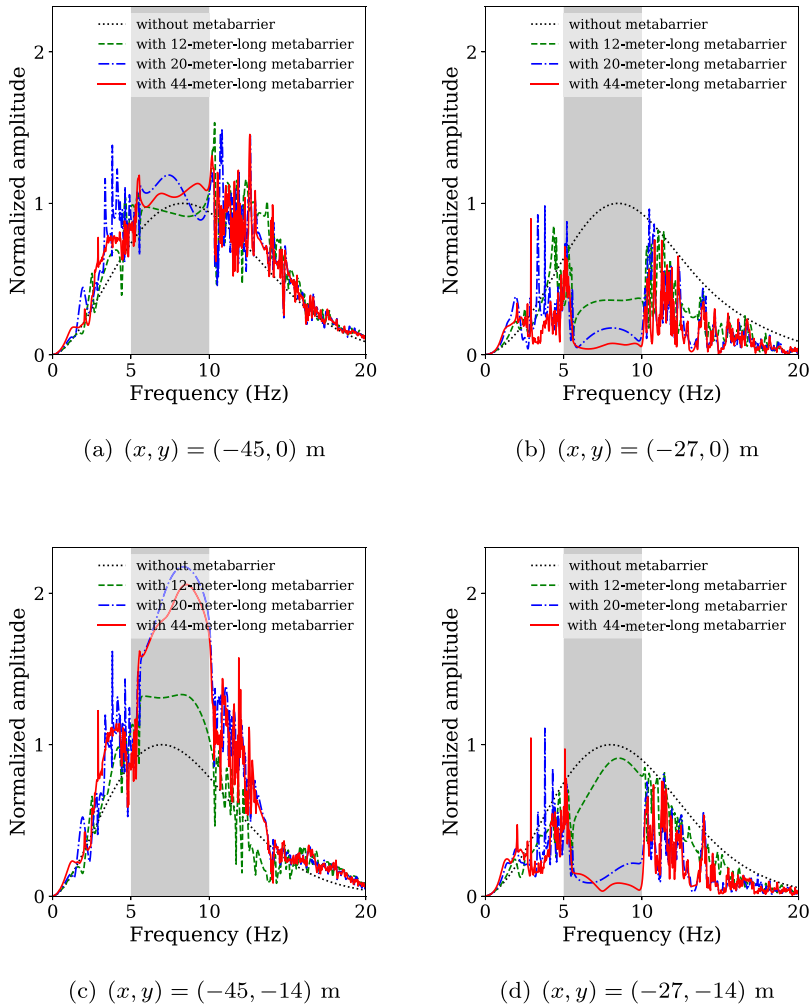 without metabarrier
with 12-meter-long metabarrier
with 20-meter-long metabarrier
with 44-meter-long metabarrier
Normalized amplitude
2
1
0
0 5 10 20
Frequency (Hz)
(a) (x, y) = (−45, 0) m
without metabarrier
with 12-meter-long metabarrier
with 20-meter-long metabarrier
with 44-meter-long metabarrier
Normalized amplitude
2
1
0
0 5 10 20
Frequency (Hz)
(b) (x, y) = (−27, 0) m
without metabarrier
with 12-meter-long metabarrier
with 20-meter-long metabarrier
with 44-meter-long metabarrier
Normalized amplitude
2
1
0
0 5 10 20
Frequency (Hz)
(c) (x, y) = (−45, −14) m
without metabarrier
with 12-meter-long metabarrier
with 20-meter-long metabarrier
with 44-meter-long metabarrier
Normalized amplitude
2
1
0
0 5 10 20
Frequency (Hz)
(d) (x, y) = (−27, −14) m